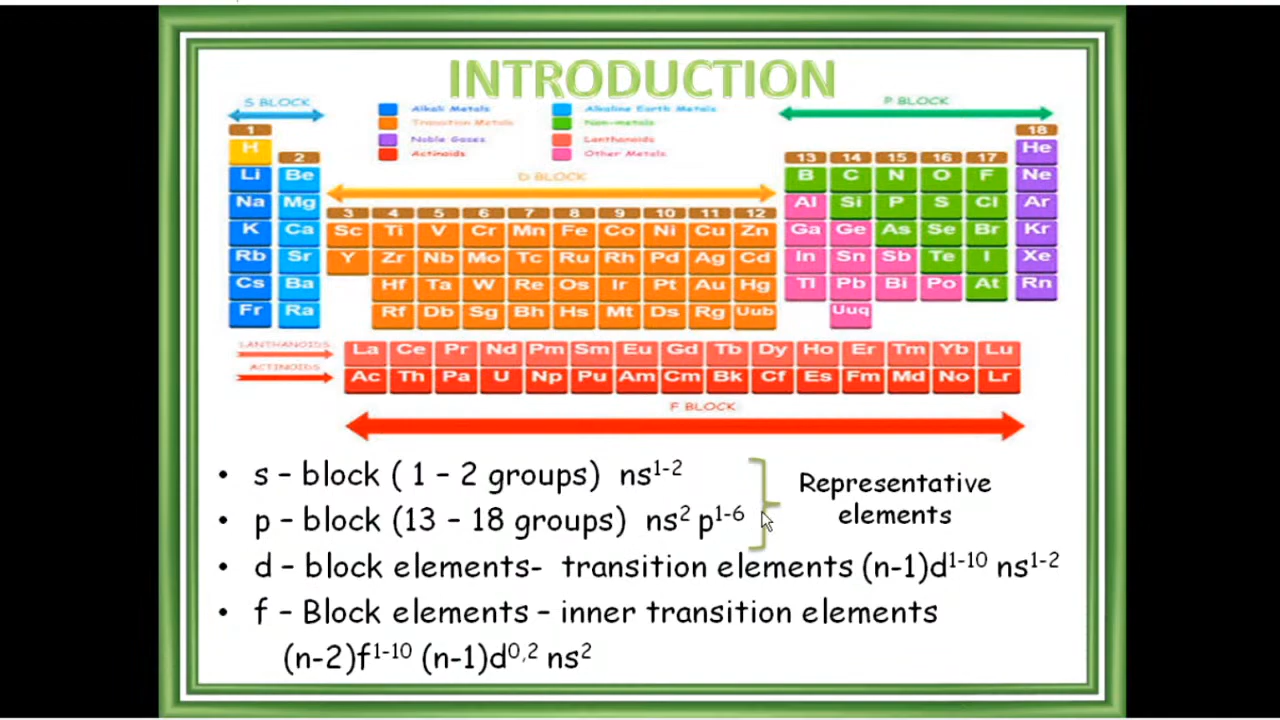 INTRODUCTION
S BLOCK
P BLOCK
Alkali Metals
Alkaline Earth Metals
Transition Metals
Non-metals
Noble Gases
Lanthanoids
Actinoids
Other Metals
D BLOCK
1 18
H He
2 13 14 15 16 17
Li Be B C N O F Ne
Na Mg Al Si P S Cl Ar
3 4 5 6 7 8 9 10 11 12
K Ca Sc Ti V Cr Mn Fe Co Ni Cu Zn Ga Ge As Se Br Kr
Rb Sr Y Zr Nb Mo Tc Ru Rh Pd Ag Cd In Sn Sb Te I Xe
Cs Ba Hf Ta W Re Os Ir Pt Au Hg Tl Pb Bi Po At Rn
Fr Ra Rf Db Sg Bh Hs Mt Ds Rg Uub Uuq
LANTHANOIDS La Ce Pr Nd Pm Sm Eu Gd Tb Dy Ho Er Tm Yb Lu
ACTINOIDS Ac Th Pa U Np Pu Am Cm Bk Cf Es Fm Md No Lr
F BLOCK
• s – block ( 1 – 2 groups) ns¹⁻²
• p – block (13 – 18 groups) ns² p¹⁻⁶
Representative
elements
• d – block elements- transition elements (n-1)d¹⁻¹⁰ ns¹⁻²
• f – Block elements – inner transition elements
(n-2)f¹⁻¹⁰ (n-1)d⁰,² ns²